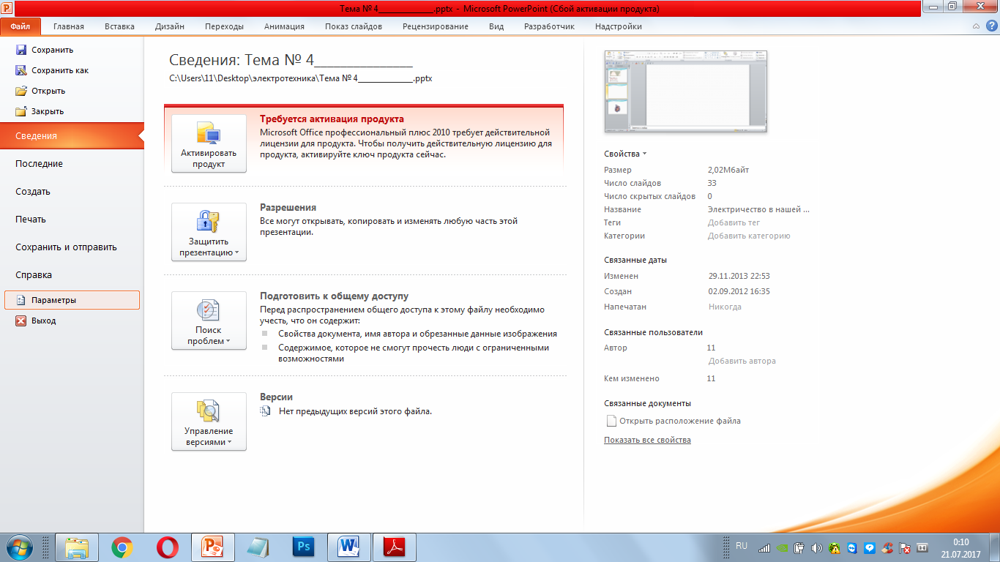 Тема № 4____________.pptx - Microsoft PowerPoint (Сбой активации продукта)
Файл Главная Вставка Дизайн Переходы Анимация Показ слайдов Рецензирование Вид Разработчик Надстройки
Сохранить
Сохранить как
Открыть
Закрыть
Сведения
Последние
Создать
Печать
Сохранить и отправить
Справка
Параметры
Выход
Сведения: Тема № 4____________
C:\Users\11\Desktop\электротехника\Тема № 4____________.pptx
Активировать
продукт
Требуется активация продукта
Microsoft Office профессиональный плюс 2010 требует действительной
лицензии для продукта. Чтобы получить действительную лицензию для
продукта, активируйте ключ продукта сейчас.
Защитить
презентацию
Разрешения
Все могут открывать, копировать и изменять любую часть этой
презентации.
Поиск
проблем
Подготовить к общему доступу
Перед распространением общего доступа к этому файлу необходимо
учесть, что он содержит:
Свойства документа, имя автора и обрезанные данные изображения
Содержимое, которое не смогут прочесть люди с ограниченными
возможностями
Управление
версиями
Версии
Нет предыдущих версий этого файла.
Свойства
Размер 2,02Мбайт
Число слайдов 33
Число скрытых слайдов 0
Название Электричество в нашей ...
Теги Добавить тег
Категории Добавить категорию
Связанные даты
Изменен 29.11.2013 22:53
Создан 02.09.2012 16:35
Напечатан Никогда
Связанные пользователи
Автор 11
Добавить автора
Кем изменено 11
Связанные документы
Открыть расположение файла
Показать все свойства
Ps
RU
0:10
21.07.2017